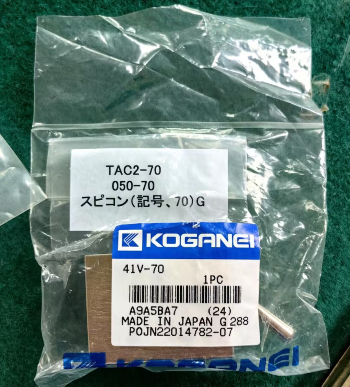 TAC2-70
050-70
スピコン(記号、70)G
KOGANEI
41V-70
1PC
A9A5BA7 (24)
MADE IN JAPAN G 288
POJN22014782-07
KOGANEI